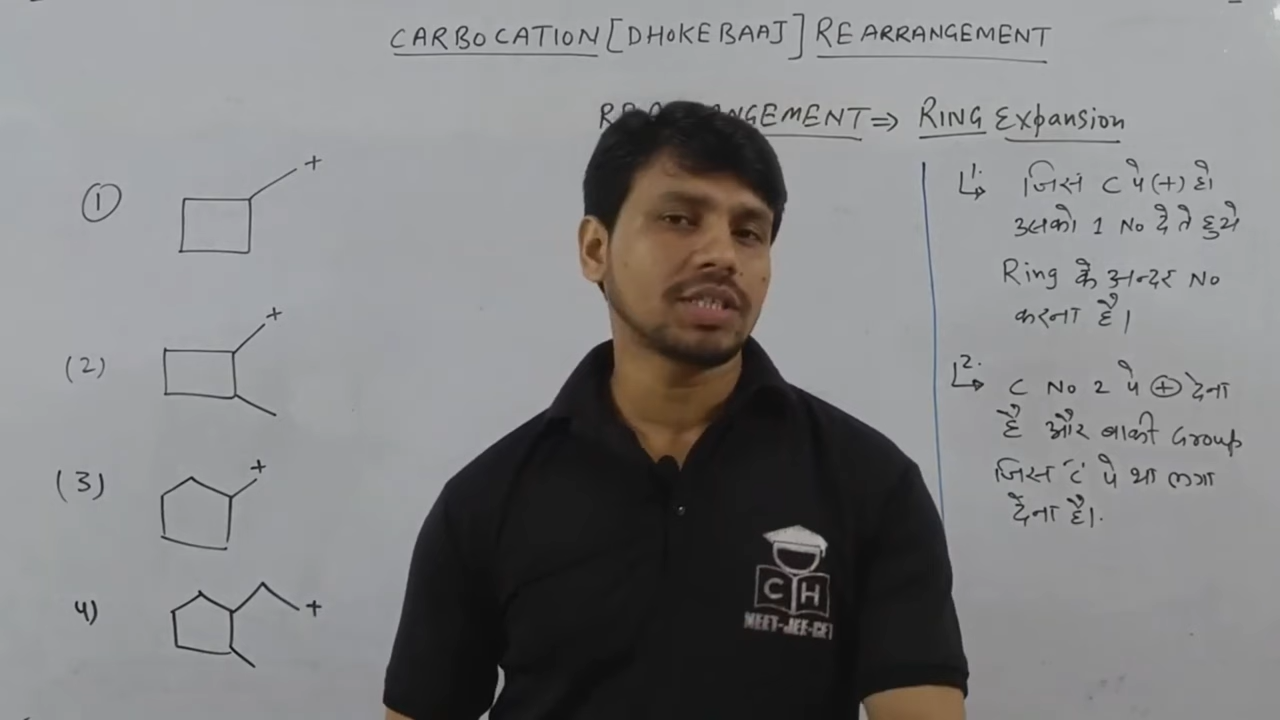 CARBOCATION [DHOKEBAAJ] REARRANGEMENT
REARRANGEMENT ⇒ RING Expansion
① +
(2) +
(3) +
4) +
1. जिस C पे (+) हो
उसको 1 No देते हुये
Ring के अन्दर No
करना है।
2. C No 2 पे ⊕ देना
है और बाकी Group
जिस 'C' पे था लगा
देना है।
C H
NEET-JEE-CET